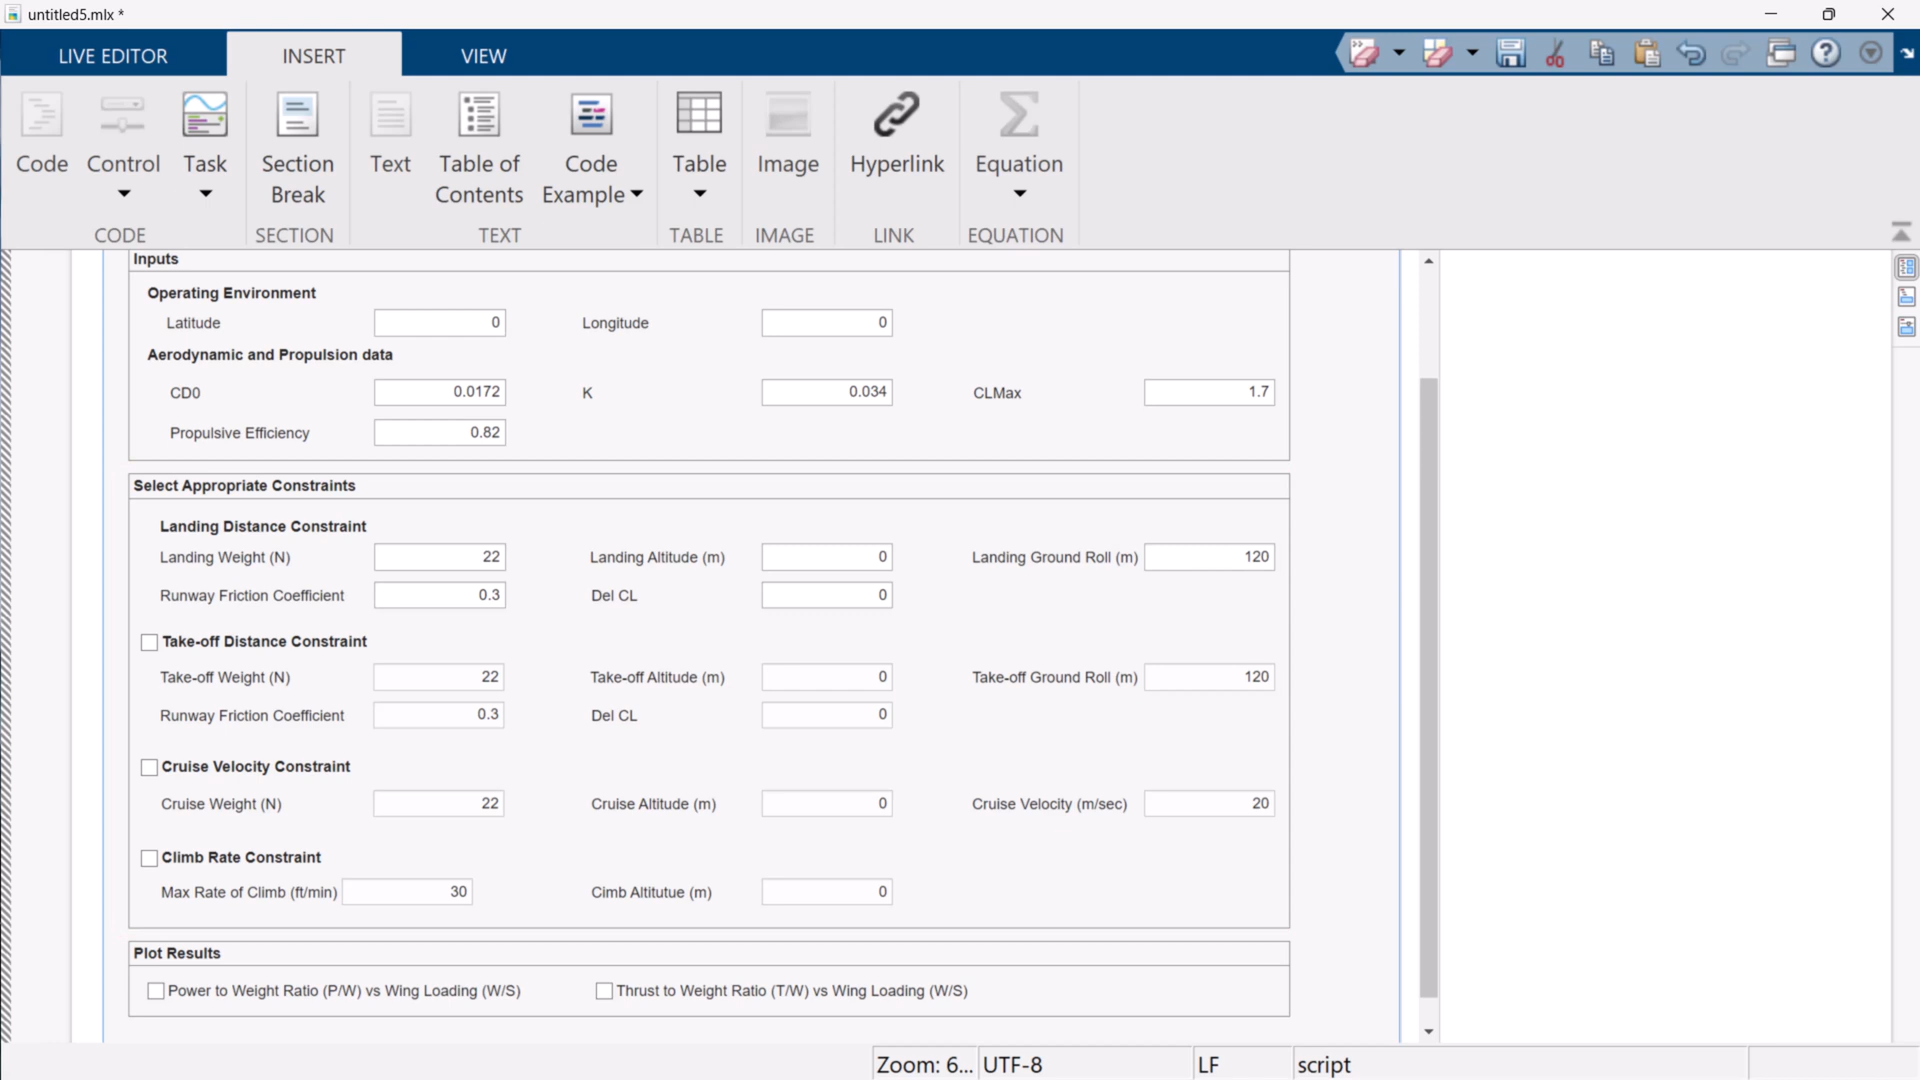 untitled5.mlx *
LIVE EDITOR INSERT VIEW
Code Control Task Section Break Text Table of Contents Code Example Table Image Hyperlink Equation
CODE SECTION TEXT TABLE IMAGE LINK EQUATION
Inputs
Operating Environment
Latitude 0 Longitude 0
Aerodynamic and Propulsion data
CD0 0.0172 K 0.034 CLMax 1.7
Propulsive Efficiency 0.82
Select Appropriate Constraints
Landing Distance Constraint
Landing Weight (N) 22 Landing Altitude (m) 0 Landing Ground Roll (m) 120
Runway Friction Coefficient 0.3 Del CL 0
Take-off Distance Constraint
Take-off Weight (N) 22 Take-off Altitude (m) 0 Take-off Ground Roll (m) 120
Runway Friction Coefficient 0.3 Del CL 0
Cruise Velocity Constraint
Cruise Weight (N) 22 Cruise Altitude (m) 0 Cruise Velocity (m/sec) 20
Climb Rate Constraint
Max Rate of Climb (ft/min) 30 Cimb Altitutue (m) 0
Plot Results
Power to Weight Ratio (P/W) vs Wing Loading (W/S) Thrust to Weight Ratio (T/W) vs Wing Loading (W/S)
Zoom: 6... UTF-8 LF script